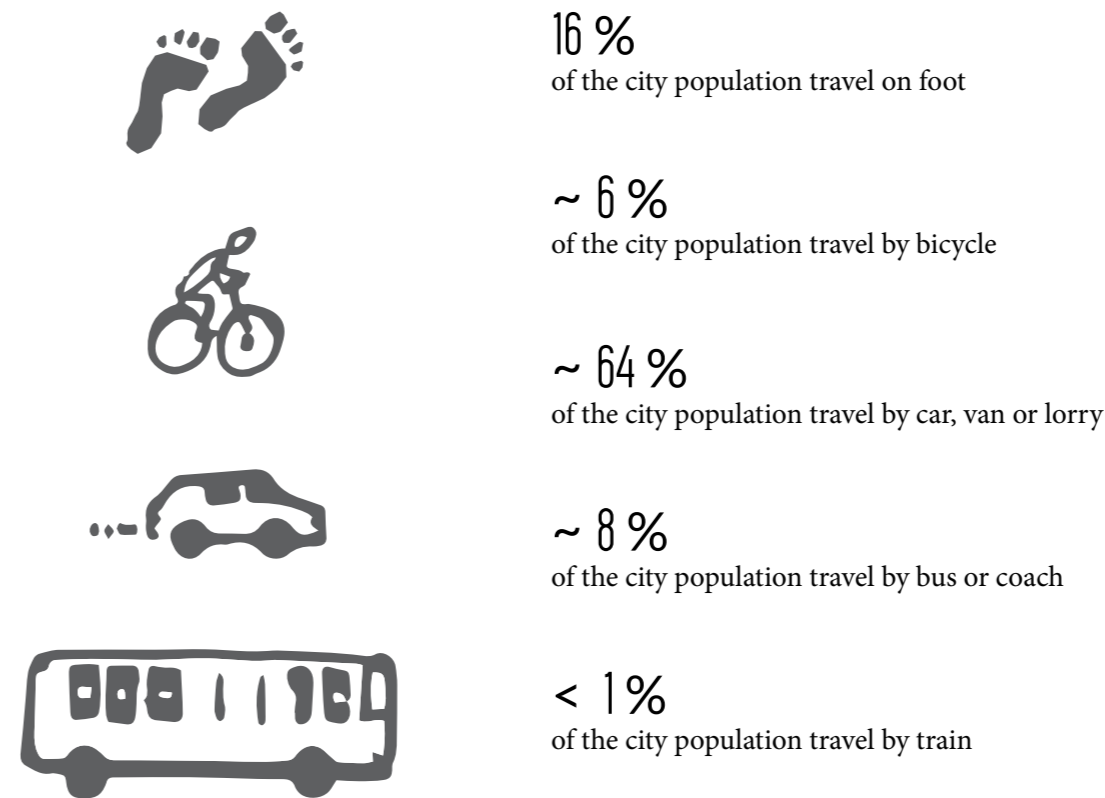 16 %
of the city population travel on foot
~ 6 %
of the city population travel by bicycle
~ 64 %
of the city population travel by car, van or lorry
~ 8 %
of the city population travel by bus or coach
< 1 %
of the city population travel by train